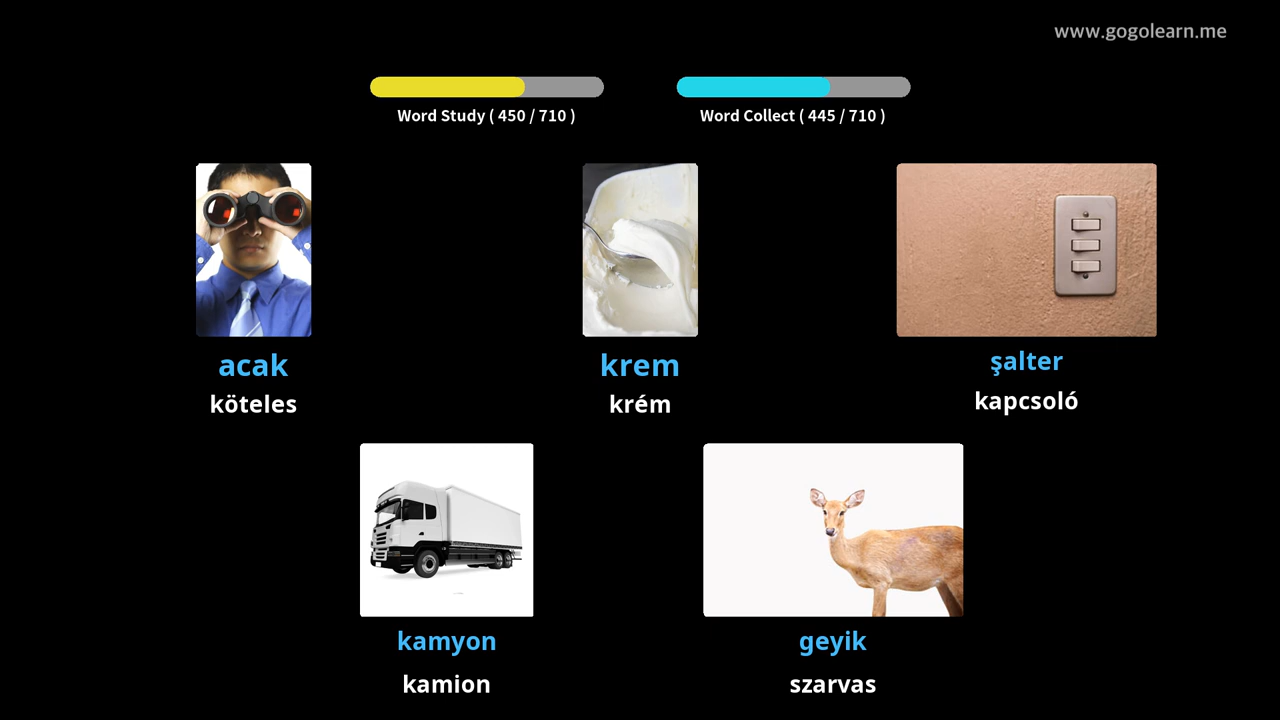 www.gogolearn.me
Word Study ( 450 / 710 )
Word Collect ( 445 / 710 )
acak
köteles
krem
krém
şalter
kapcsoló
kamyon
kamion
geyik
szarvas